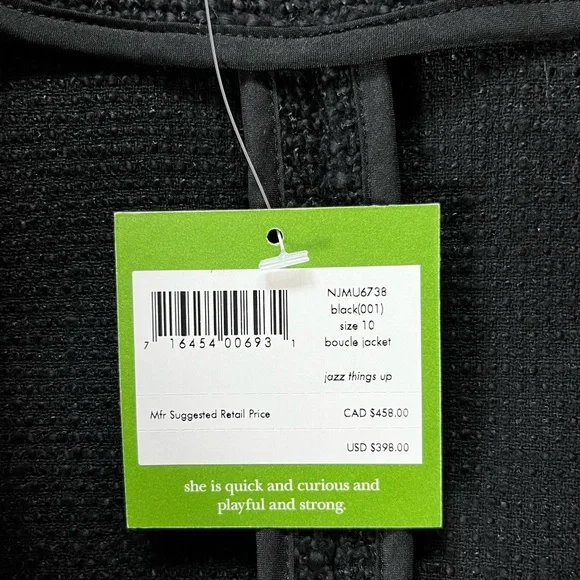 NJMU6738
black(001)
size 10
boucle jacket
7 16454 00693 1
jazz things up
Mfr Suggested Retail Price CAD $458.00
USD $398.00
she is quick and curious and
playful and strong.